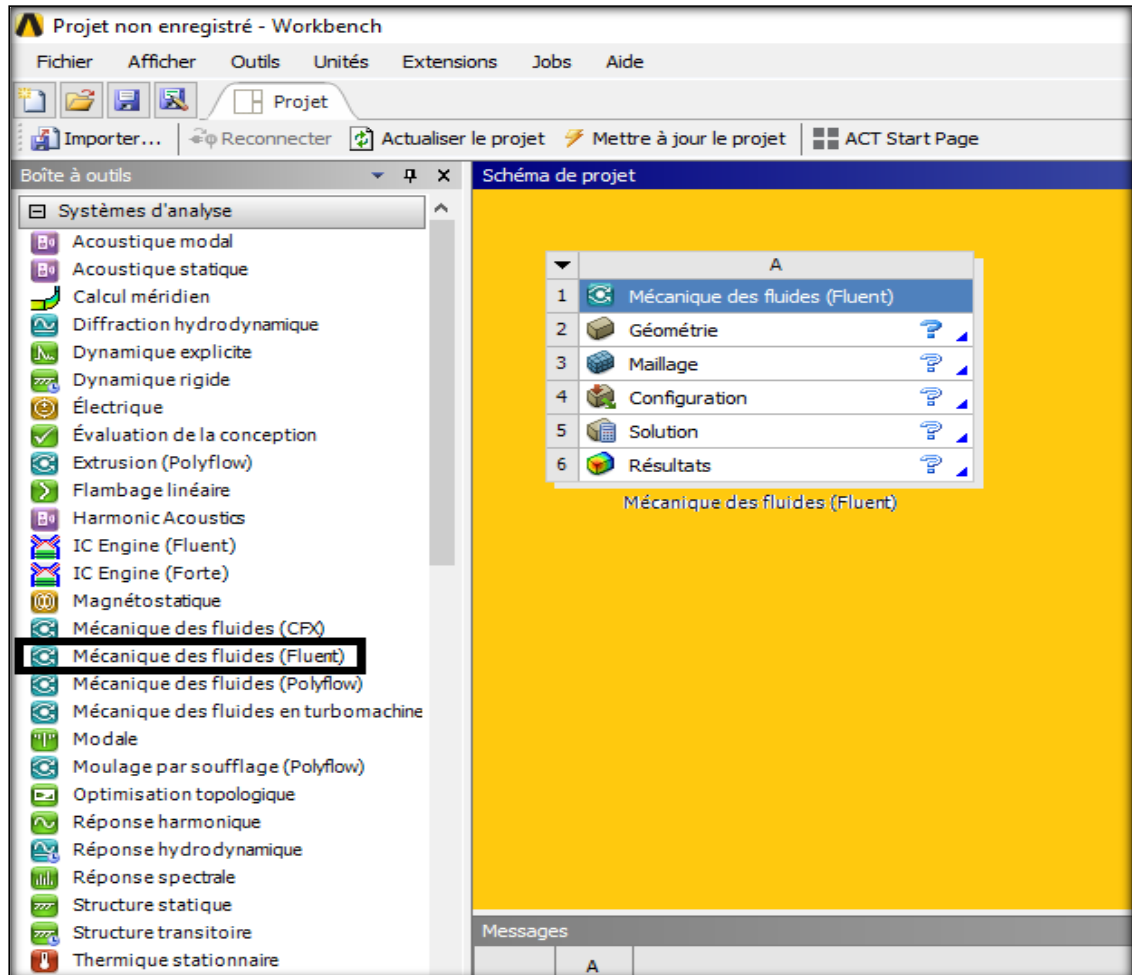 Projet non enregistré - Workbench
Fichier Afficher Outils Unités Extensions Jobs Aide
Projet
Importer... Reconnecter Actualiser le projet Mettre à jour le projet ACT Start Page
Boîte à outils
Systèmes d'analyse
Acoustique modal
Acoustique statique
Calcul méridien
Diffraction hydrodynamique
Dynamique explicite
Dynamique rigide
Électrique
Évaluation de la conception
Extrusion (Polyflow)
Flambage linéaire
Harmonic Acoustics
IC Engine (Fluent)
IC Engine (Forte)
Magnétostatique
Mécanique des fluides (CFX)
Mécanique des fluides (Fluent)
Mécanique des fluides (Polyflow)
Mécanique des fluides en turbomachine
Modale
Moulage par soufflage (Polyflow)
Optimisation topologique
Réponse harmonique
Réponse hydrodynamique
Réponse spectrale
Structure statique
Structure transitoire
Thermique stationnaire
Schéma de projet
A
1 Mécanique des fluides (Fluent)
2 Géométrie ?
3 Maillage ?
4 Configuration ?
5 Solution ?
6 Résultats ?
Mécanique des fluides (Fluent)
Messages
A